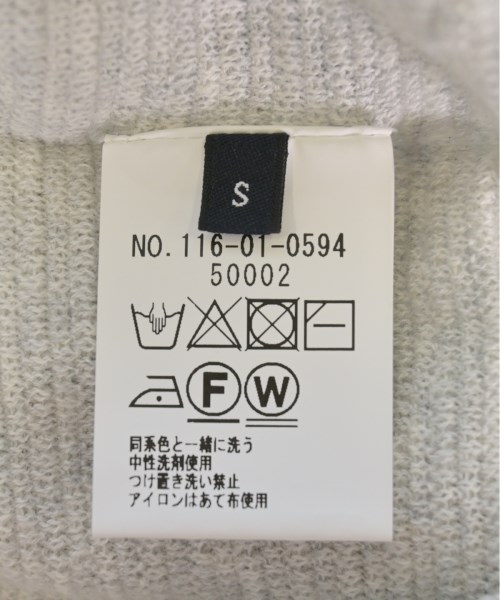 S
NO. 116-01-0594
50002
F W
同系色と一緒に洗う
中性洗剤使用
つけ置き洗い禁止
アイロンはあて布使用